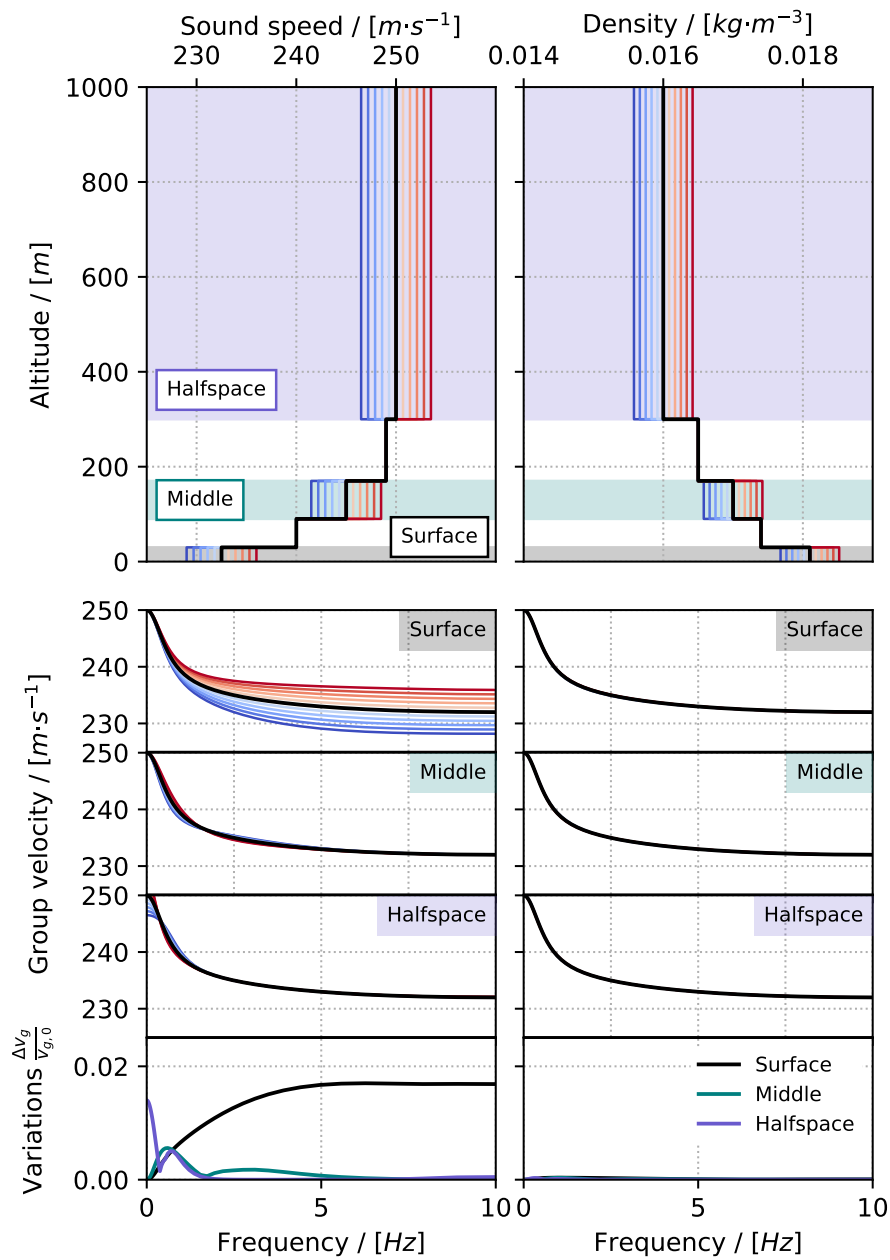 Sound speed / [m·s⁻¹]
Density / [kg·m⁻³]
230 240 250
0.014 0.016 0.018
1000
800
600
400
200
0
Altitude / [m]
Halfspace
Middle
Surface
250
240
230
Surface
Surface
250
240
230
Middle
Middle
250
240
230
Halfspace
Halfspace
Group velocity / [m·s⁻¹]
Variations Δv_g/v_{g,0}
0.02
0.00
Surface
Middle
Halfspace
0 5 10
0 5 10
Frequency / [Hz]
Frequency / [Hz]